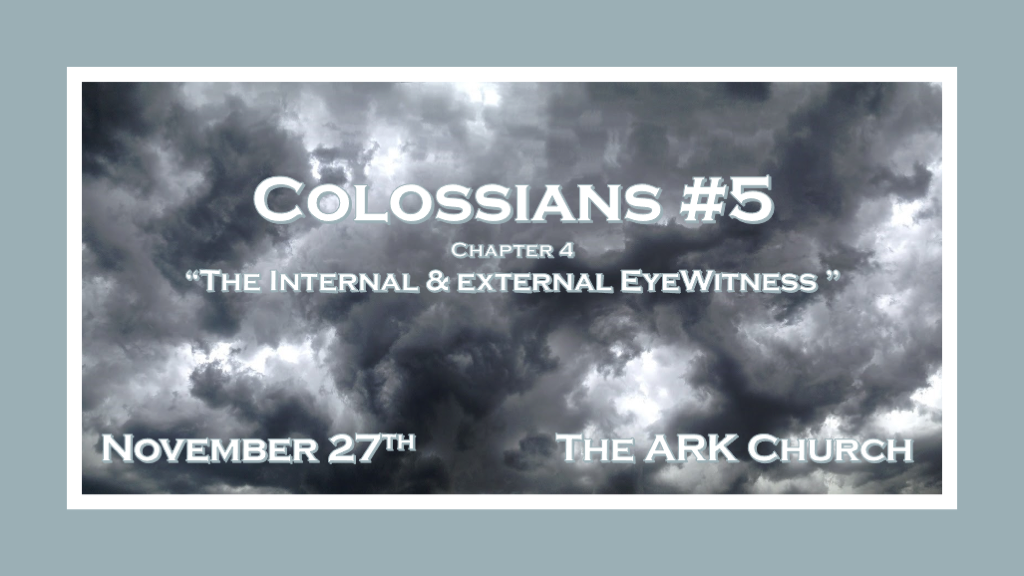 Colossians #5
Chapter 4
“The Internal & external EyeWitness ”
November 27TH
The ARK Church